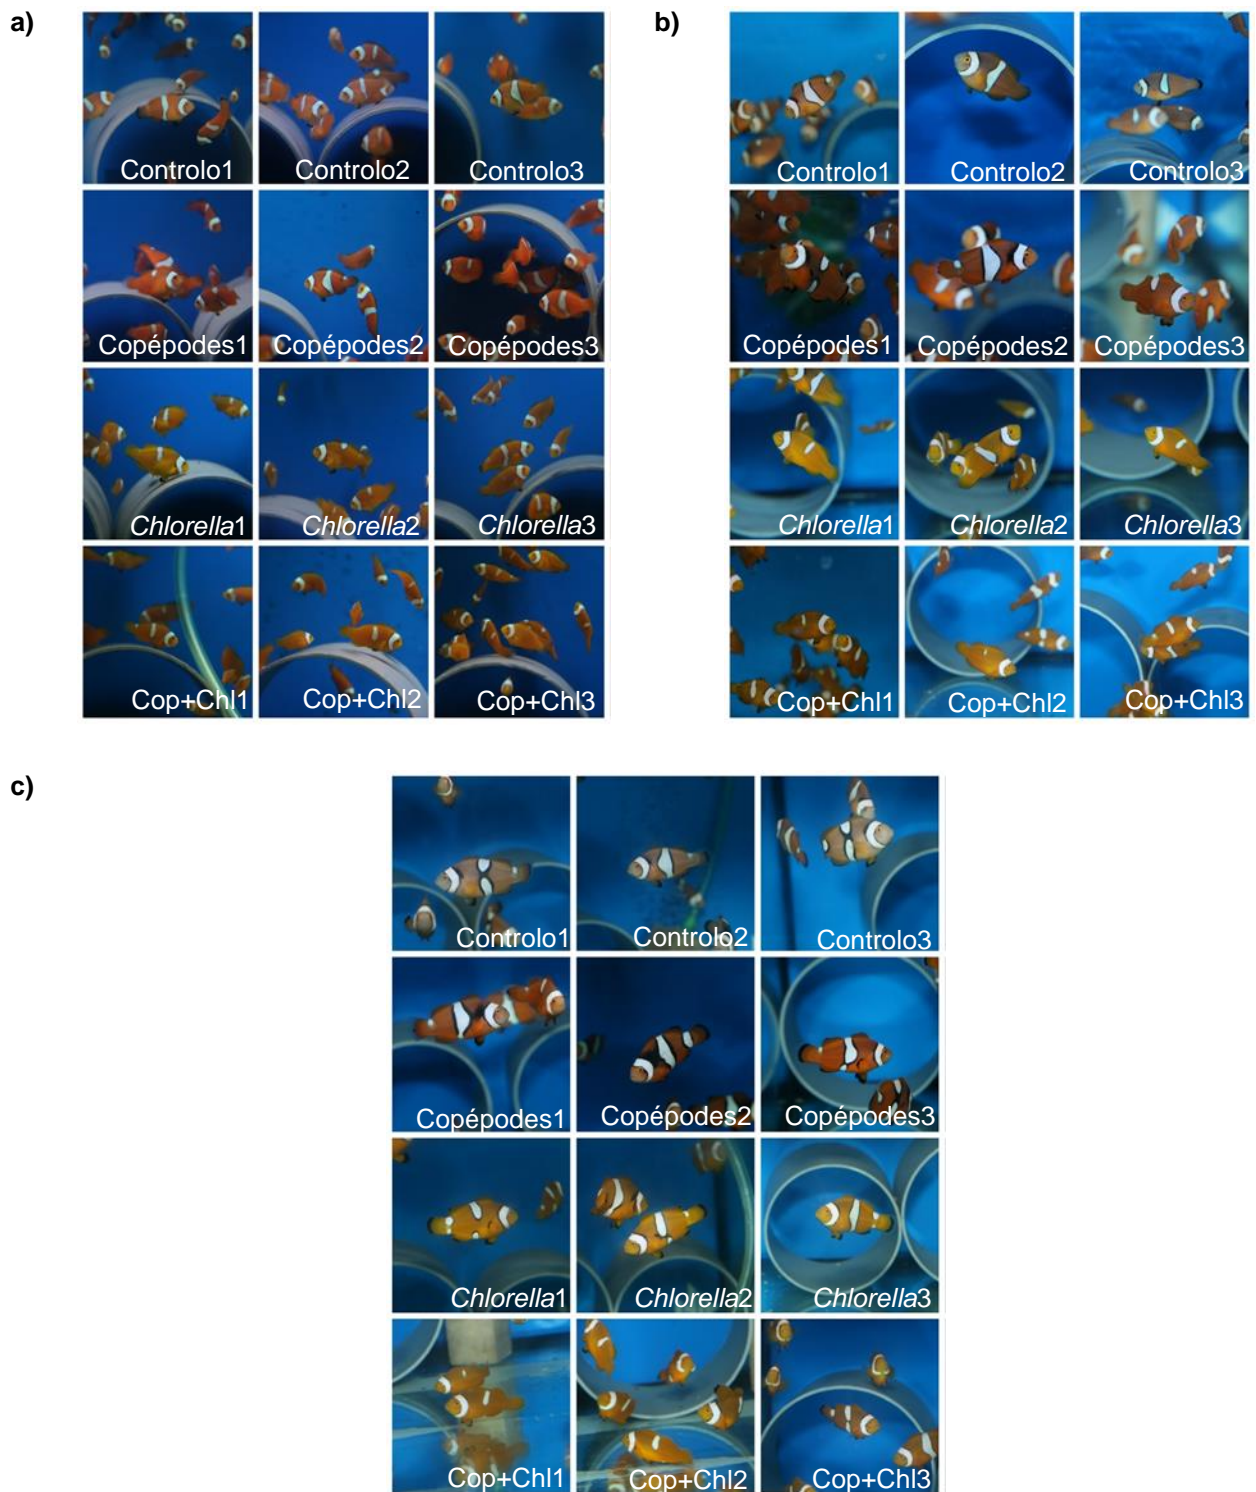 a)
Controlo1 Controlo2 Controlo3
Copépodes1 Copépodes2 Copépodes3
Chlorella1 Chlorella2 Chlorella3
Cop+Chl1 Cop+Chl2 Cop+Chl3
b)
Controlo1 Controlo2 Controlo3
Copépodes1 Copépodes2 Copépodes3
Chlorella1 Chlorella2 Chlorella3
Cop+Chl1 Cop+Chl2 Cop+Chl3
c)
Controlo1 Controlo2 Controlo3
Copépodes1 Copépodes2 Copépodes3
Chlorella1 Chlorella2 Chlorella3
Cop+Chl1 Cop+Chl2 Cop+Chl3